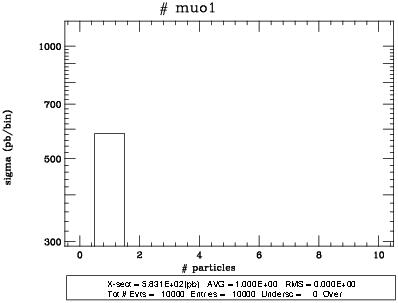 # muo1
sigma (pb/bin)
1000
700
500
300
0 2 4 6 8 10
# particles
X-sect = 5.831E+02(pb) AVG = 1.000E+00 RMS = 0.000E+00
Tot # Evts = 10000 Entries = 10000 Undersc = 0 Over